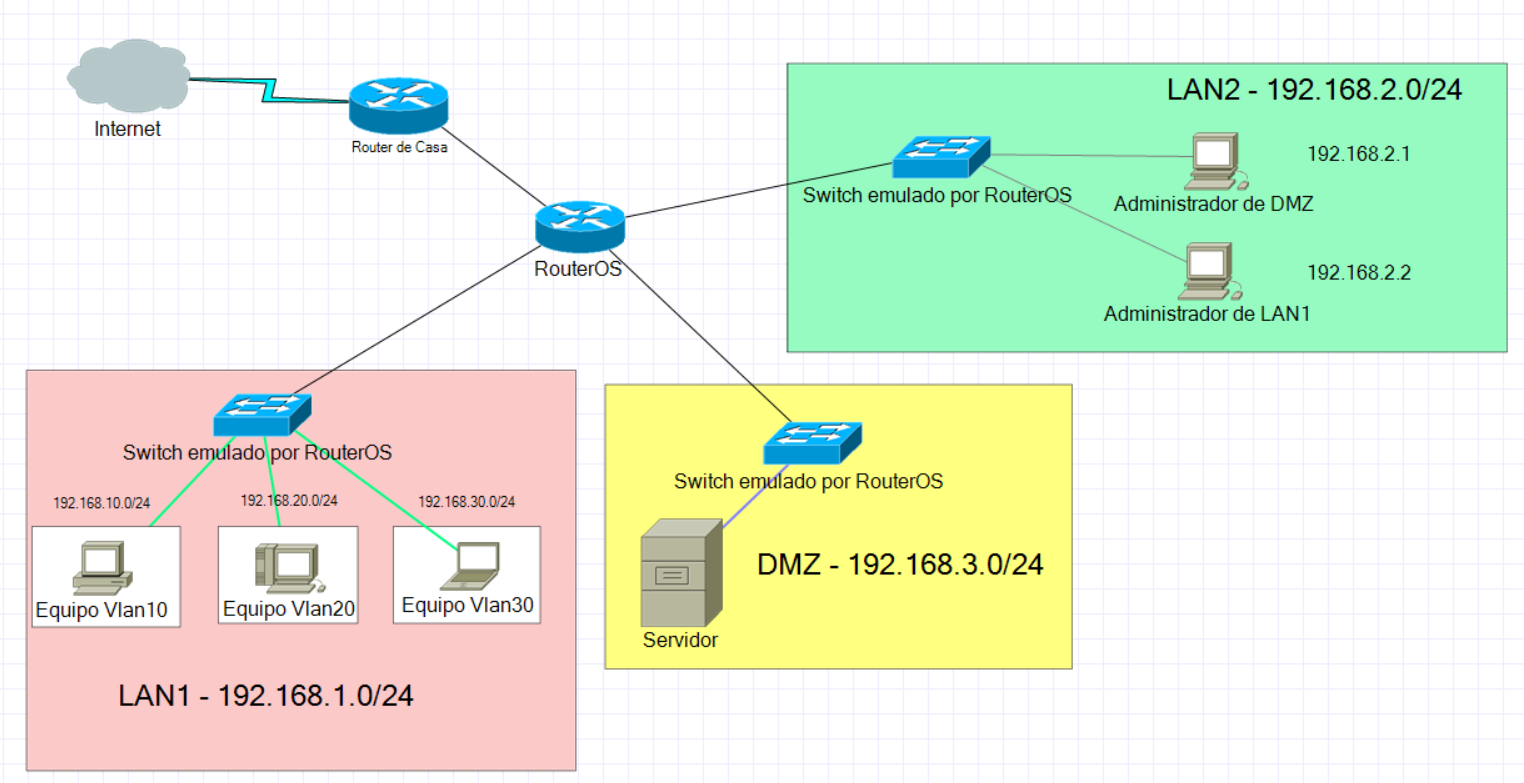 Internet
Router de Casa
RouterOS
LAN2 - 192.168.2.0/24
Switch emulado por RouterOS
192.168.2.1
Administrador de DMZ
192.168.2.2
Administrador de LAN1
Switch emulado por RouterOS
192.168.10.0/24
192.168.20.0/24
192.168.30.0/24
Equipo Vlan10
Equipo Vlan20
Equipo Vlan30
LAN1 - 192.168.1.0/24
Switch emulado por RouterOS
DMZ - 192.168.3.0/24
Servidor